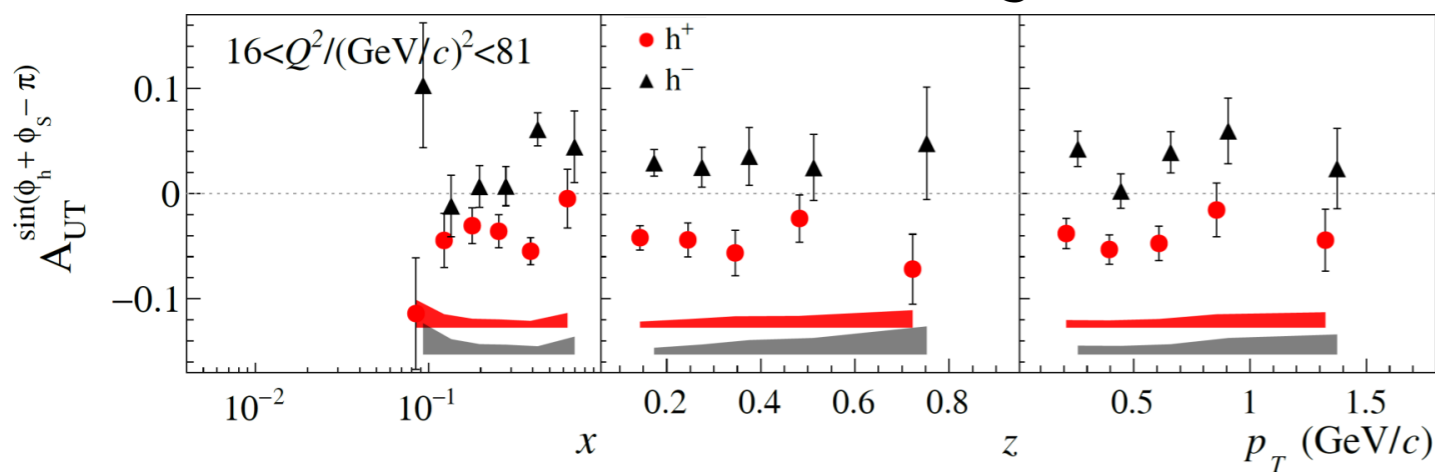 16<Q²/(GeV/c)²<81
h⁺
h⁻
A_UT^sin(ϕ_h + ϕ_S − π)
0.1
0
−0.1
10⁻²
10⁻¹
x
0.2
0.4
0.6
0.8
z
0.5
1
1.5
p_T (GeV/c)